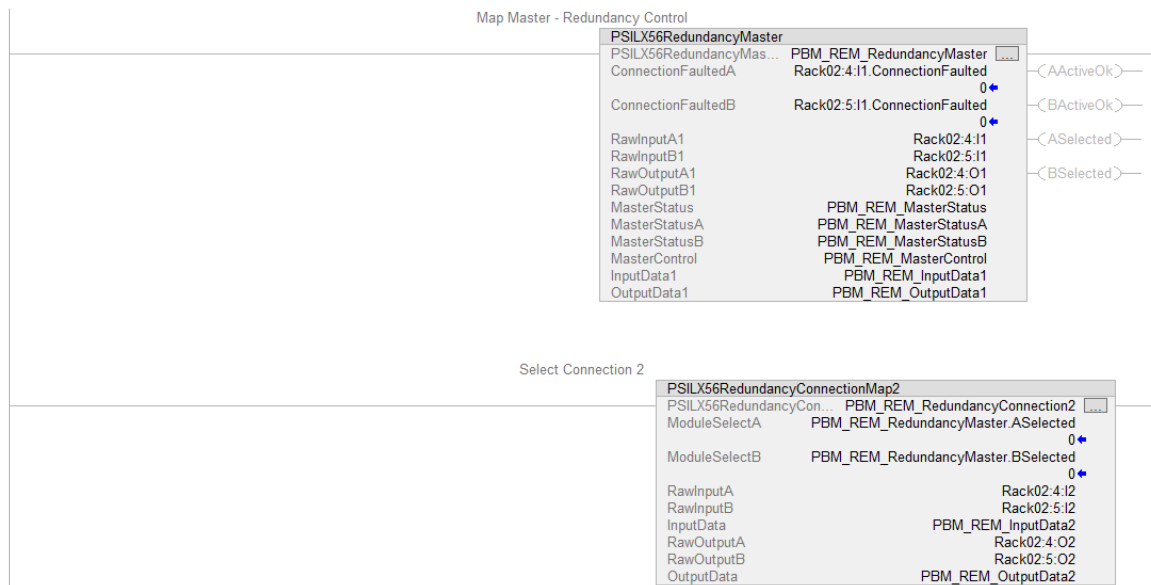 Map Master - Redundancy Control
PSILX56RedundancyMaster
PSILX56RedundancyMas... PBM_REM_RedundancyMaster ...
ConnectionFaultedA Rack02:4:I1.ConnectionFaulted AActiveOk
0
ConnectionFaultedB Rack02:5:I1.ConnectionFaulted BActiveOk
0
RawInputA1 Rack02:4:I1 ASelected
RawInputB1 Rack02:5:I1
RawOutputA1 Rack02:4:O1 BSelected
RawOutputB1 Rack02:5:O1
MasterStatus PBM_REM_MasterStatus
MasterStatusA PBM_REM_MasterStatusA
MasterStatusB PBM_REM_MasterStatusB
MasterControl PBM_REM_MasterControl
InputData1 PBM_REM_InputData1
OutputData1 PBM_REM_OutputData1
Select Connection 2
PSILX56RedundancyConnectionMap2
PSILX56RedundancyCon... PBM_REM_RedundancyConnection2 ...
ModuleSelectA PBM_REM_RedundancyMaster.ASelected
0
ModuleSelectB PBM_REM_RedundancyMaster.BSelected
0
RawInputA Rack02:4:I2
RawInputB Rack02:5:I2
InputData PBM_REM_InputData2
RawOutputA Rack02:4:O2
RawOutputB Rack02:5:O2
OutputData PBM_REM_OutputData2